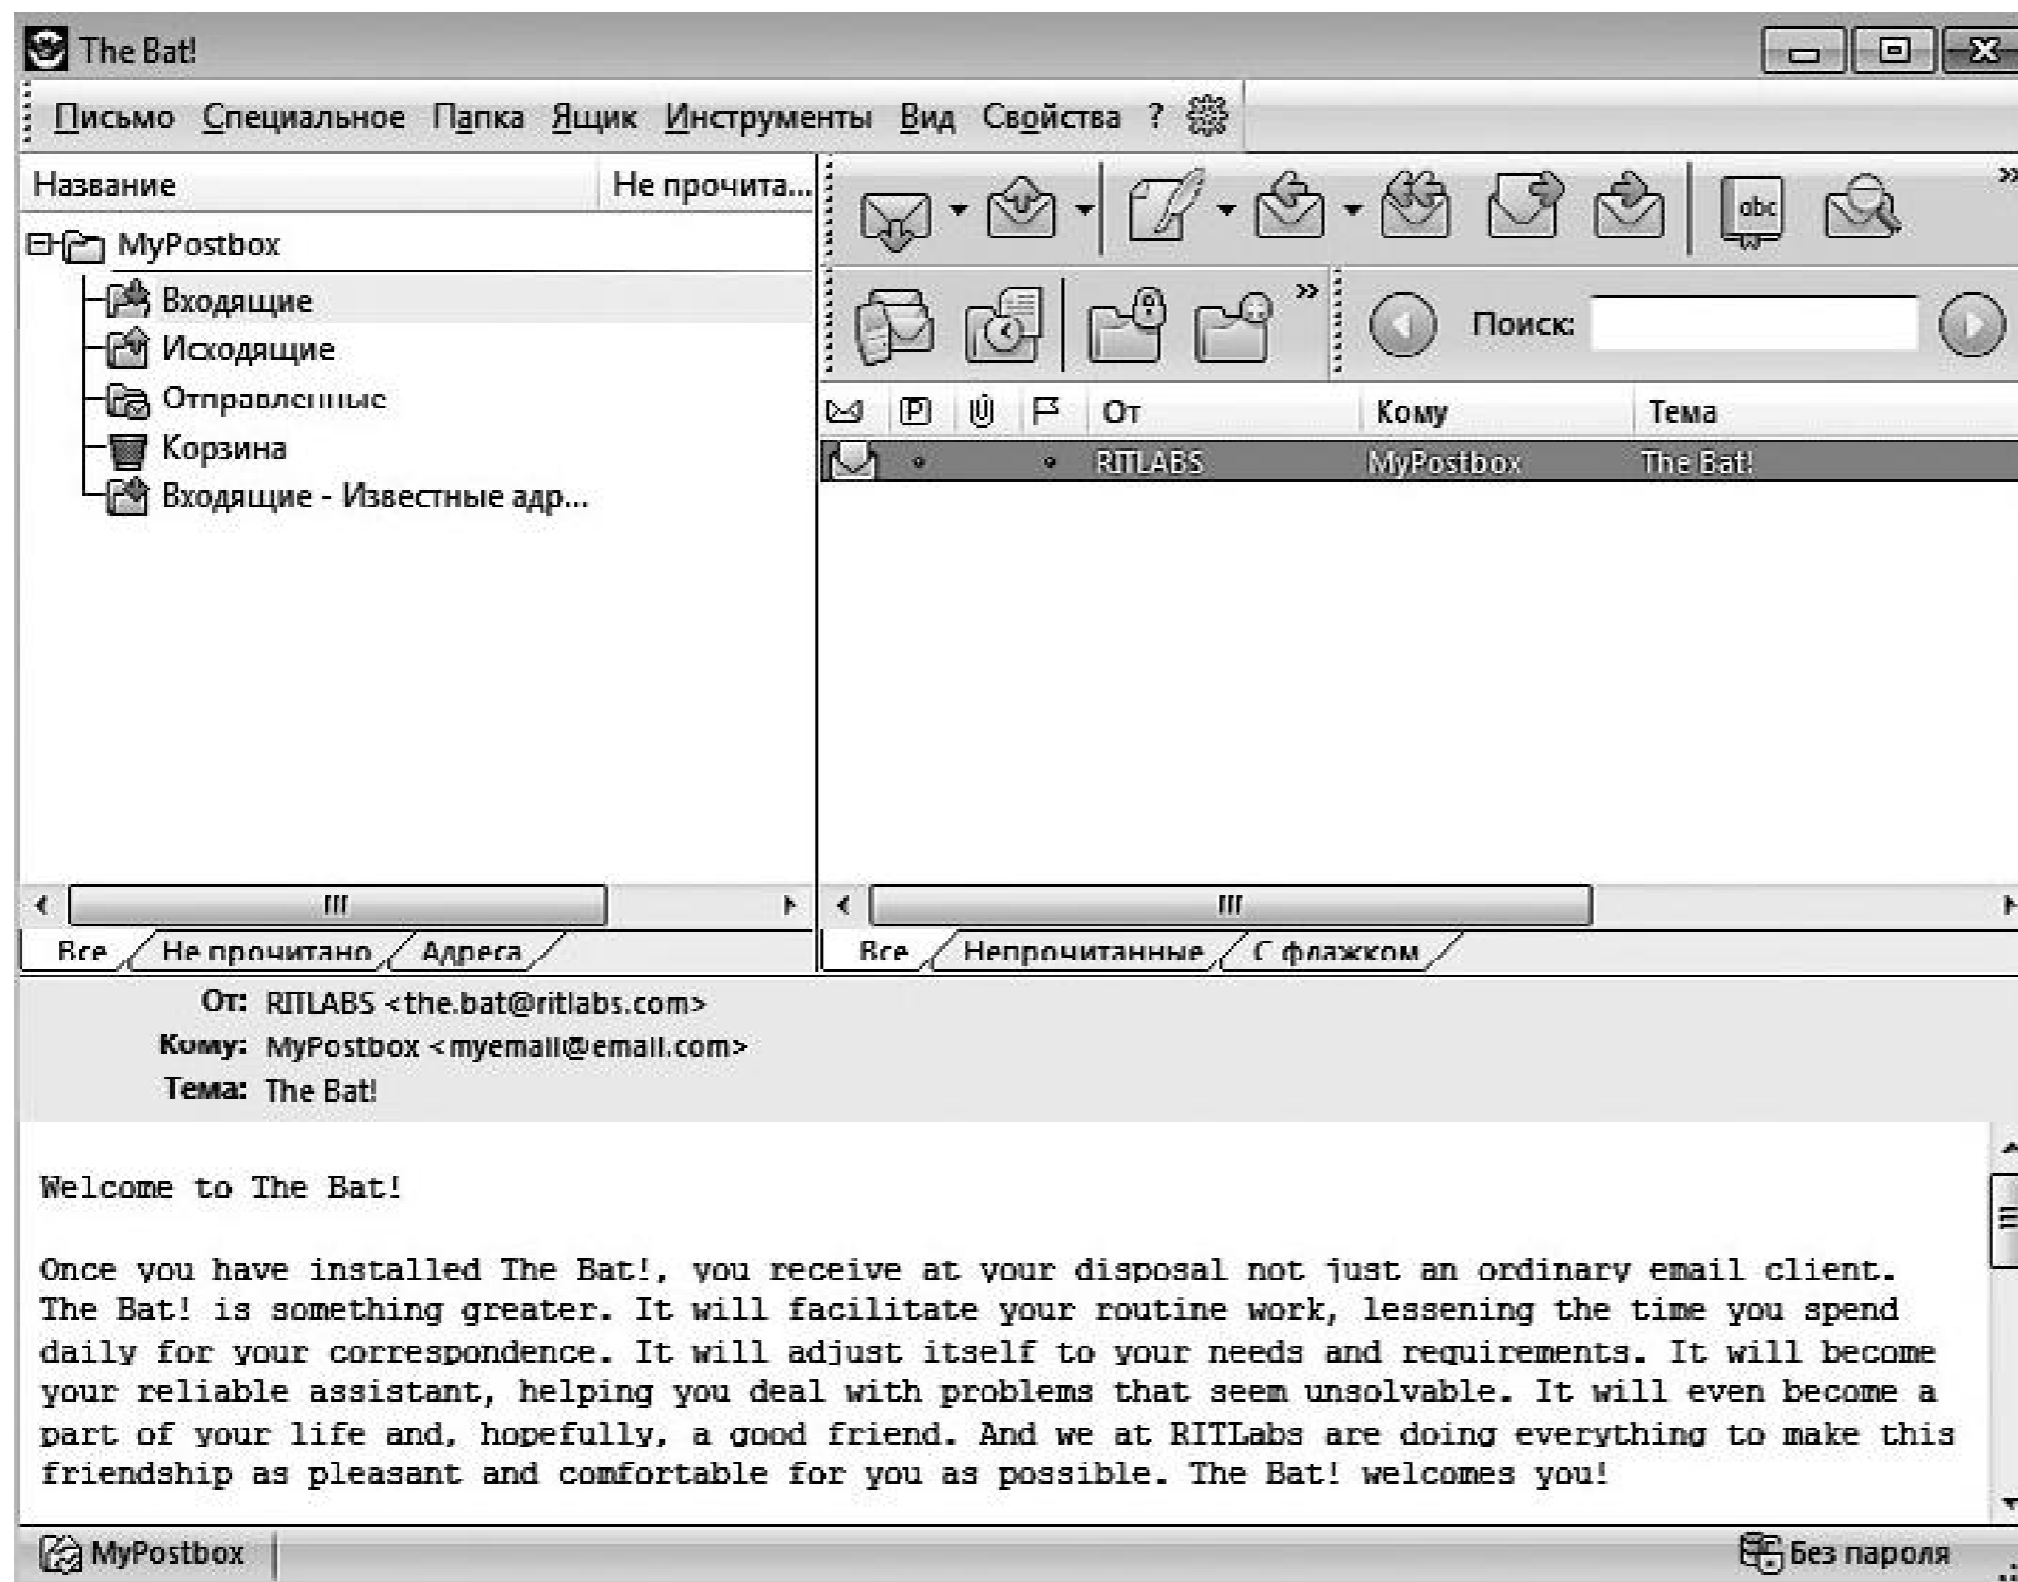 The Bat!
Письмо Специальное Папка Ящик Инструменты Вид Свойства ?
Название Не прочита...
MyPostbox
Входящие
Исходящие
Отправленные
Корзина
Входящие - Известные адр...
abc
Поиск:
P От Кому Тема
RITLABS MyPostbox The Bat!
Все Не прочитано Адреса
Все Непрочитанные С флажком
От: RITLABS <the.bat@ritlabs.com>
Кому: MyPostbox <myemail@email.com>
Тема: The Bat!
Welcome to The Bat!
Once you have installed The Bat!, you receive at your disposal not just an ordinary email client.
The Bat! is something greater. It will facilitate your routine work, lessening the time you spend
daily for your correspondence. It will adjust itself to your needs and requirements. It will become
your reliable assistant, helping you deal with problems that seem unsolvable. It will even become a
part of your life and, hopefully, a good friend. And we at RITLabs are doing everything to make this
friendship as pleasant and comfortable for you as possible. The Bat! welcomes you!
MyPostbox Без пароля